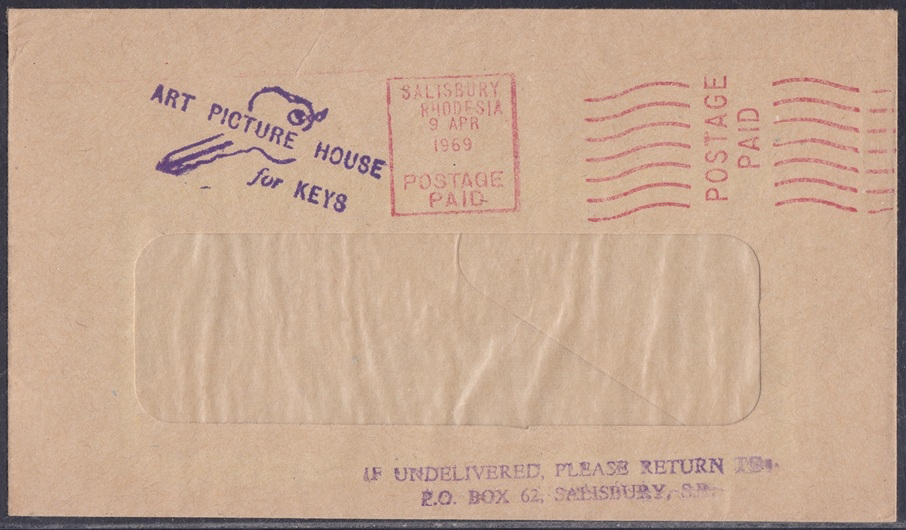 ART PICTURE HOUSE
for KEYS
SALISBURY
RHODESIA
9 APR
1969
POSTAGE
PAID
POSTAGE
PAID
IF UNDELIVERED, PLEASE RETURN TO:
P.O. BOX 62, SALISBURY, S.R.